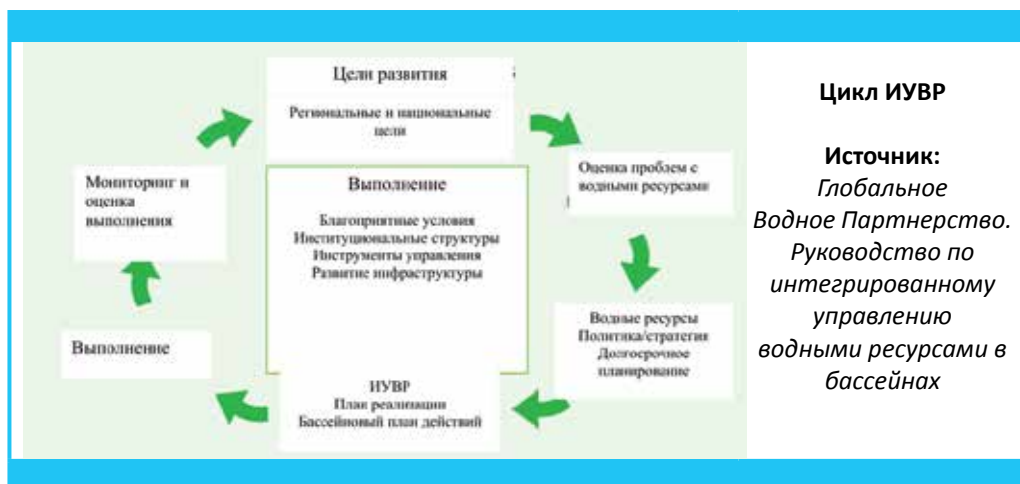 Цели развития
Региональные и национальные
цели
Оценка проблем с
водными ресурсами
Водные ресурсы
Политика/стратегия
Долгосрочное
планирование
ИУВР
План реализации
Бассейновый план действий
Выполнение
Мониторинг и
оценка
выполнения
Выполнение
Благоприятные условия
Институциональные структуры
Инструменты управления
Развитие инфраструктуры
Цикл ИУВР
Источник:
Глобальное
Водное Партнерство.
Руководство по
интегрированному
управлению
водными ресурсами в
бассейнах